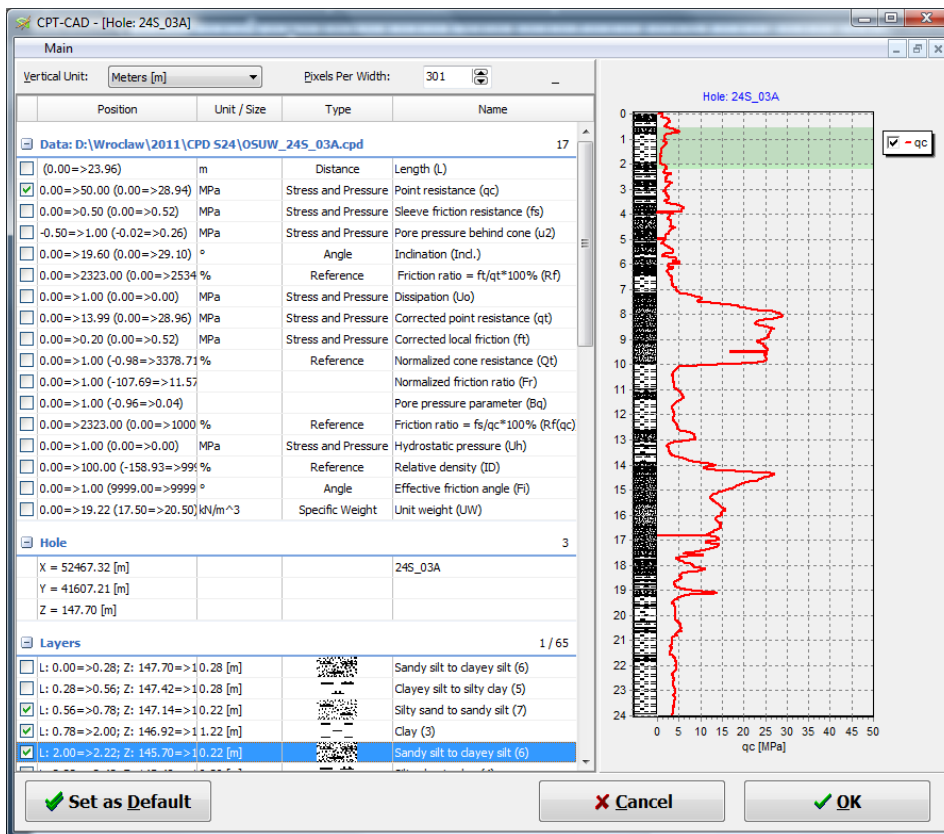 CPT-CAD - [Hole: 24S_03A]
Main
Vertical Unit: Meters [m] Pixels Per Width: 301
Position Unit / Size Type Name
Data: D:\Wroclaw\2011\CPD S24\OSUW_24S_03A.cpd 17
(0.00=>23.96) m Distance Length (L)
0.00=>50.00 (0.00=>28.94) MPa Stress and Pressure Point resistance (qc)
0.00=>0.50 (0.00=>0.52) MPa Stress and Pressure Sleeve friction resistance (fs)
-0.50=>1.00 (-0.02=>0.26) MPa Stress and Pressure Pore pressure behind cone (u2)
0.00=>19.60 (0.00=>29.10) ° Angle Inclination (Incl.)
0.00=>2323.00 (0.00=>2534 % Reference Friction ratio = ft/qt*100% (Rf)
0.00=>1.00 (0.00=>0.00) MPa Stress and Pressure Dissipation (Uo)
0.00=>13.99 (0.00=>28.96) MPa Stress and Pressure Corrected point resistance (qt)
0.00=>0.20 (0.00=>0.52) MPa Stress and Pressure Corrected local friction (ft)
0.00=>1.00 (-0.98=>3378.71 % Reference Normalized cone resistance (Qt)
0.00=>1.00 (-107.69=>11.57 Normalized friction ratio (Fr)
0.00=>1.00 (-0.96=>0.04) Pore pressure parameter (Bq)
0.00=>2323.00 (0.00=>1000 % Reference Friction ratio = fs/qc*100% (Rf(qc)
0.00=>1.00 (0.00=>0.00) MPa Stress and Pressure Hydrostatic pressure (Uh)
0.00=>100.00 (-158.93=>999 % Reference Relative density (ID)
0.00=>1.00 (9999.00=>9999 ° Angle Effective friction angle (Fi)
0.00=>19.22 (17.50=>20.50) kN/m^3 Specific Weight Unit weight (UW)
Hole 3
X = 52467.32 [m] 24S_03A
Y = 41607.21 [m]
Z = 147.70 [m]
Layers 1 / 65
L: 0.00=>0.28; Z: 147.70=>1 0.28 [m] Sandy silt to clayey silt (6)
L: 0.28=>0.56; Z: 147.42=>1 0.28 [m] Clayey silt to silty clay (5)
L: 0.56=>0.78; Z: 147.14=>1 0.22 [m] Silty sand to sandy silt (7)
L: 0.78=>2.00; Z: 146.92=>1 1.22 [m] Clay (3)
L: 2.00=>2.22; Z: 145.70=>1 0.22 [m] Sandy silt to clayey silt (6)
Set as Default Cancel OK
Hole: 24S_03A
qc
0
1
2
3
4
5
6
7
8
9
10
11
12
13
14
15
16
17
18
19
20
21
22
23
24
0 5 10 15 20 25 30 35 40 45 50
qc [MPa]